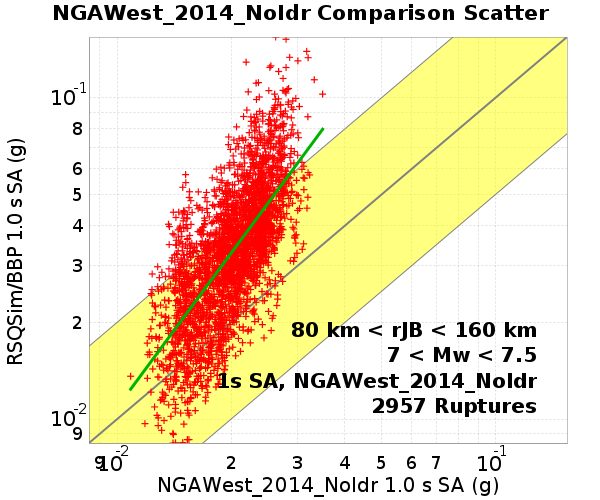 NGAWest_2014_NoIdr Comparison Scatter
RSQSim/BBP 1.0 s SA (g)
10-1
8
6
5
4
3
2
10-2
9
80 km < rJB < 160 km
7 < Mw < 7.5
1s SA, NGAWest_2014_NoIdr
2957 Ruptures
9 10-2 2 3 4 5 6 7 10-1
NGAWest_2014_NoIdr 1.0 s SA (g)